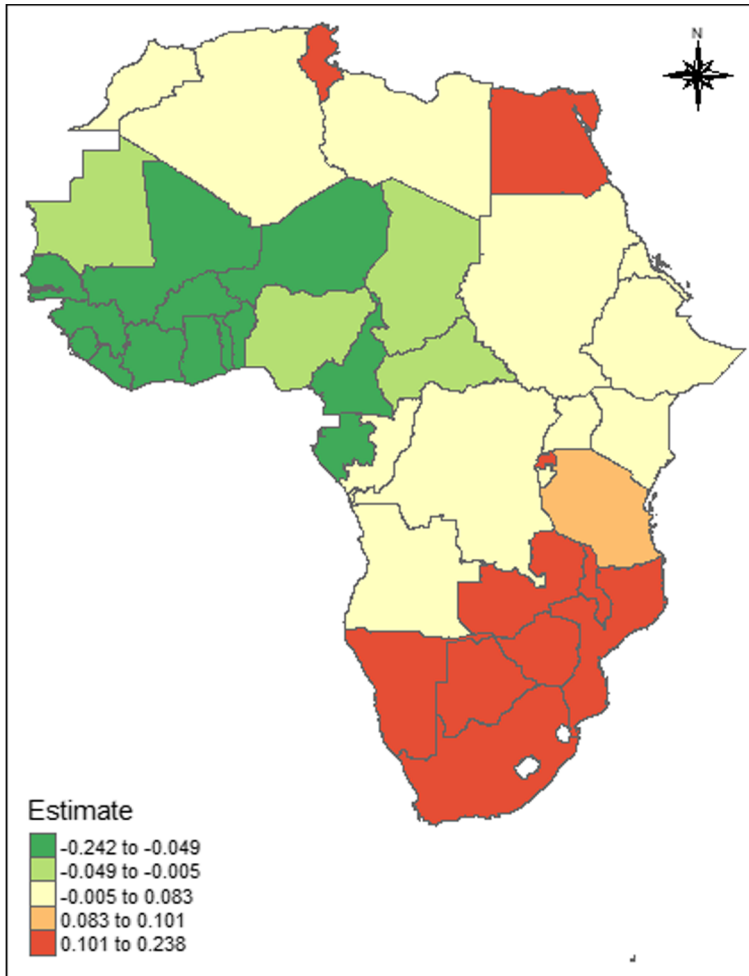 N
Estimate
-0.242 to -0.049
-0.049 to -0.005
-0.005 to 0.083
0.083 to 0.101
0.101 to 0.238